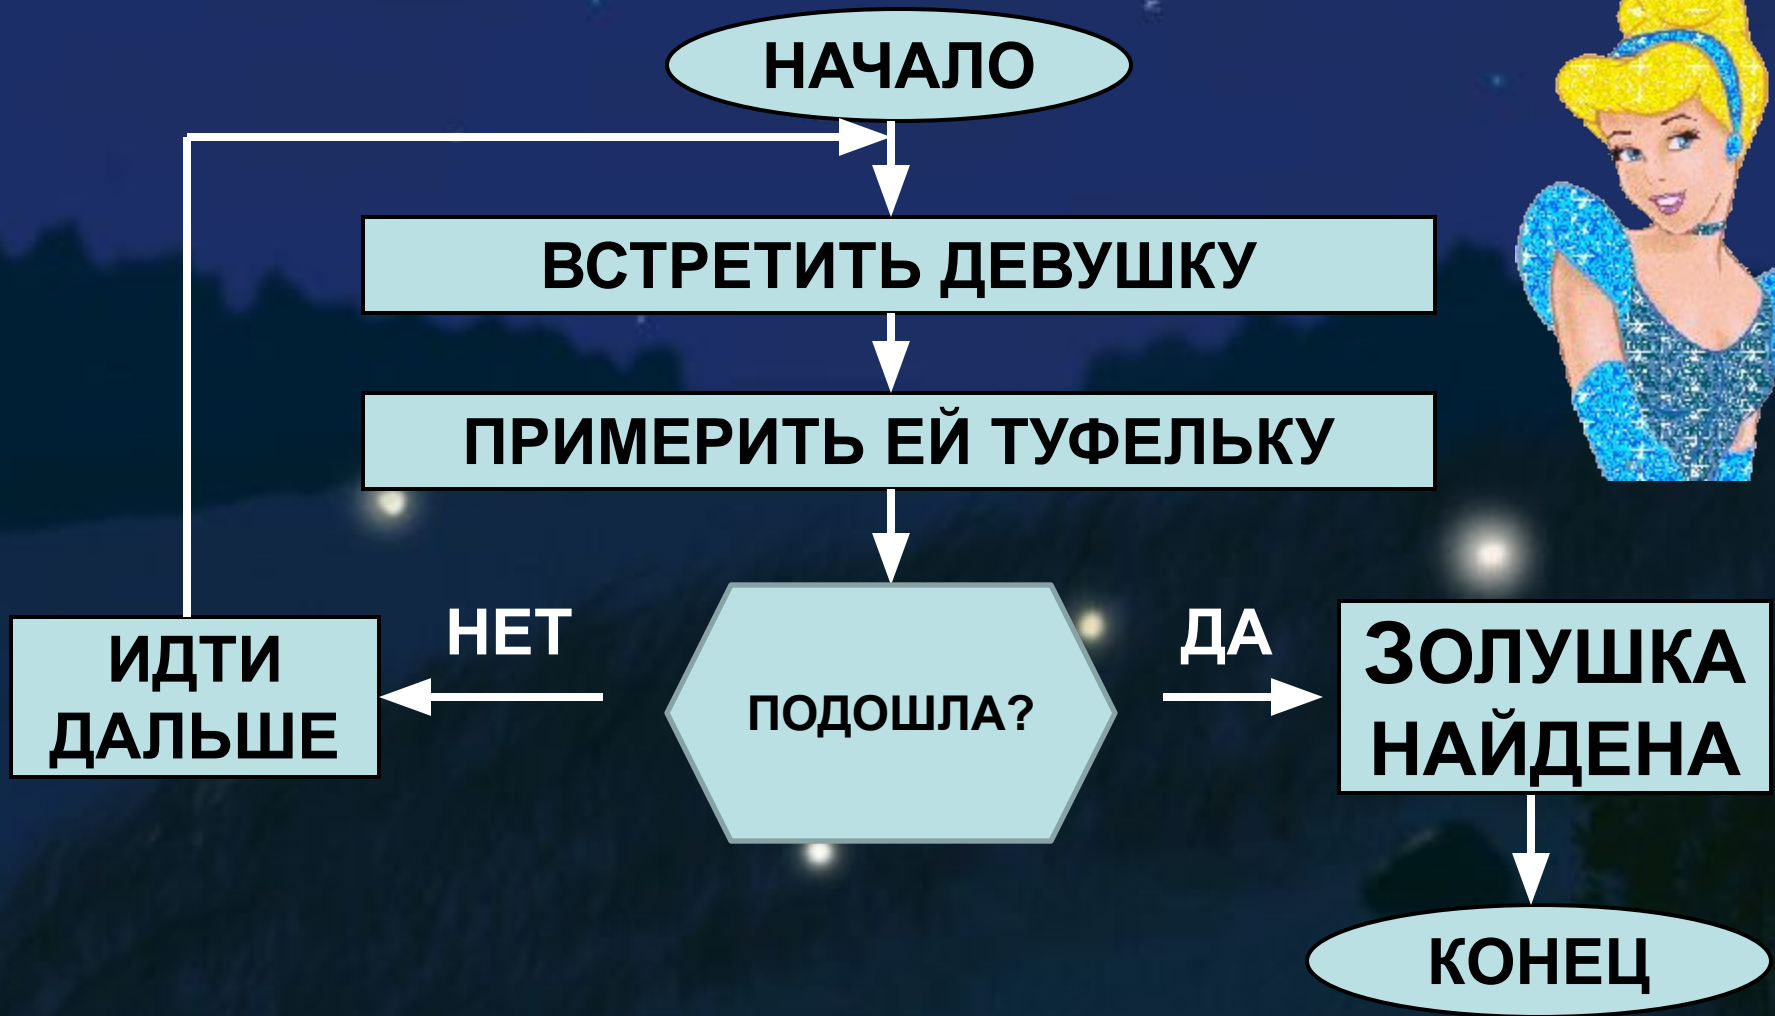 НАЧАЛО
ВСТРЕТИТЬ ДЕВУШКУ
ПРИМЕРИТЬ ЕЙ ТУФЕЛЬКУ
НЕТ
ДА
ИДТИ
ДАЛЬШЕ
ПОДОШЛА?
ЗОЛУШКА
НАЙДЕНА
КОНЕЦ